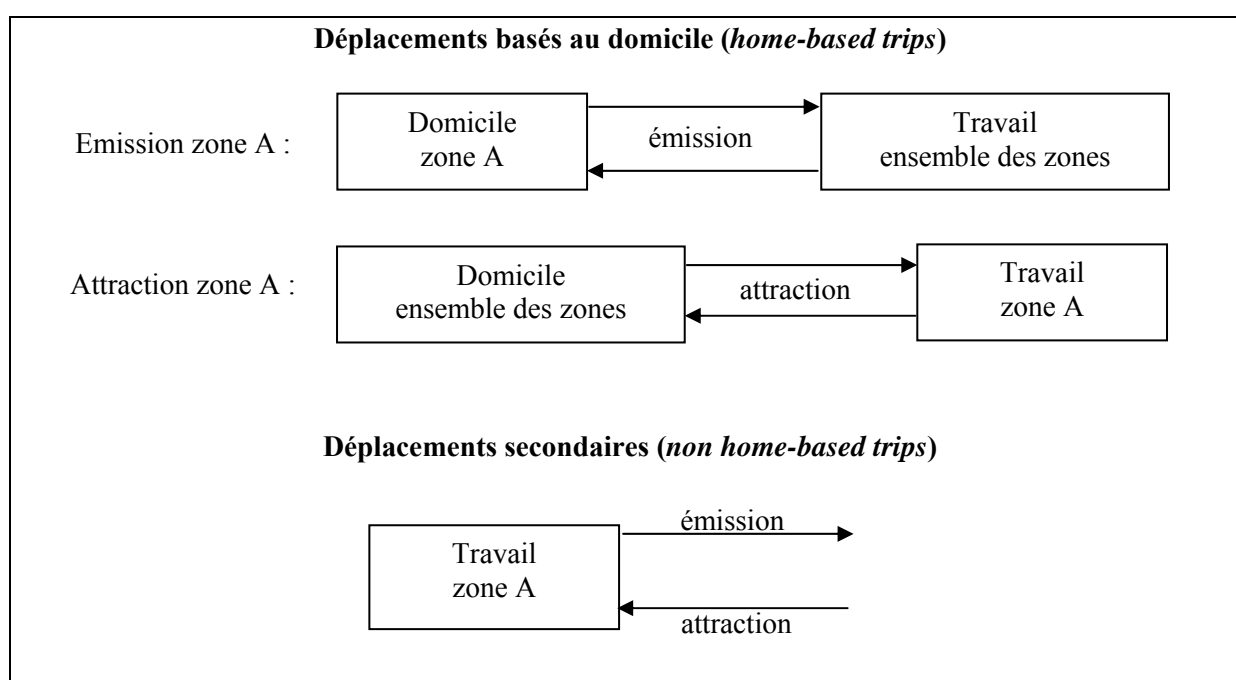 Déplacements basés au domicile (home-based trips)
Emission zone A :
Domicile
zone A
émission
Travail
ensemble des zones
Attraction zone A :
Domicile
ensemble des zones
attraction
Travail
zone A
Déplacements secondaires (non home-based trips)
Travail
zone A
émission
attraction